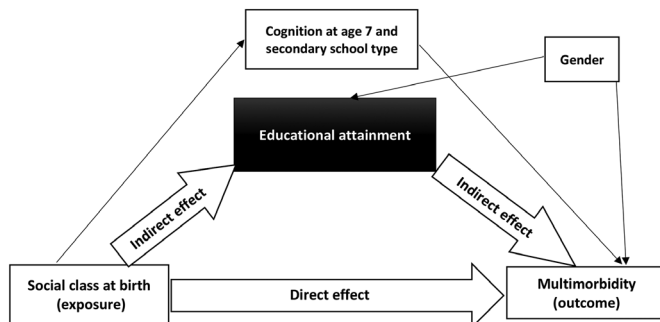 Cognition at age 7 and
secondary school type
Gender
Educational attainment
Indirect effect
Indirect effect
Social class at birth
(exposure)
Direct effect
Multimorbidity
(outcome)